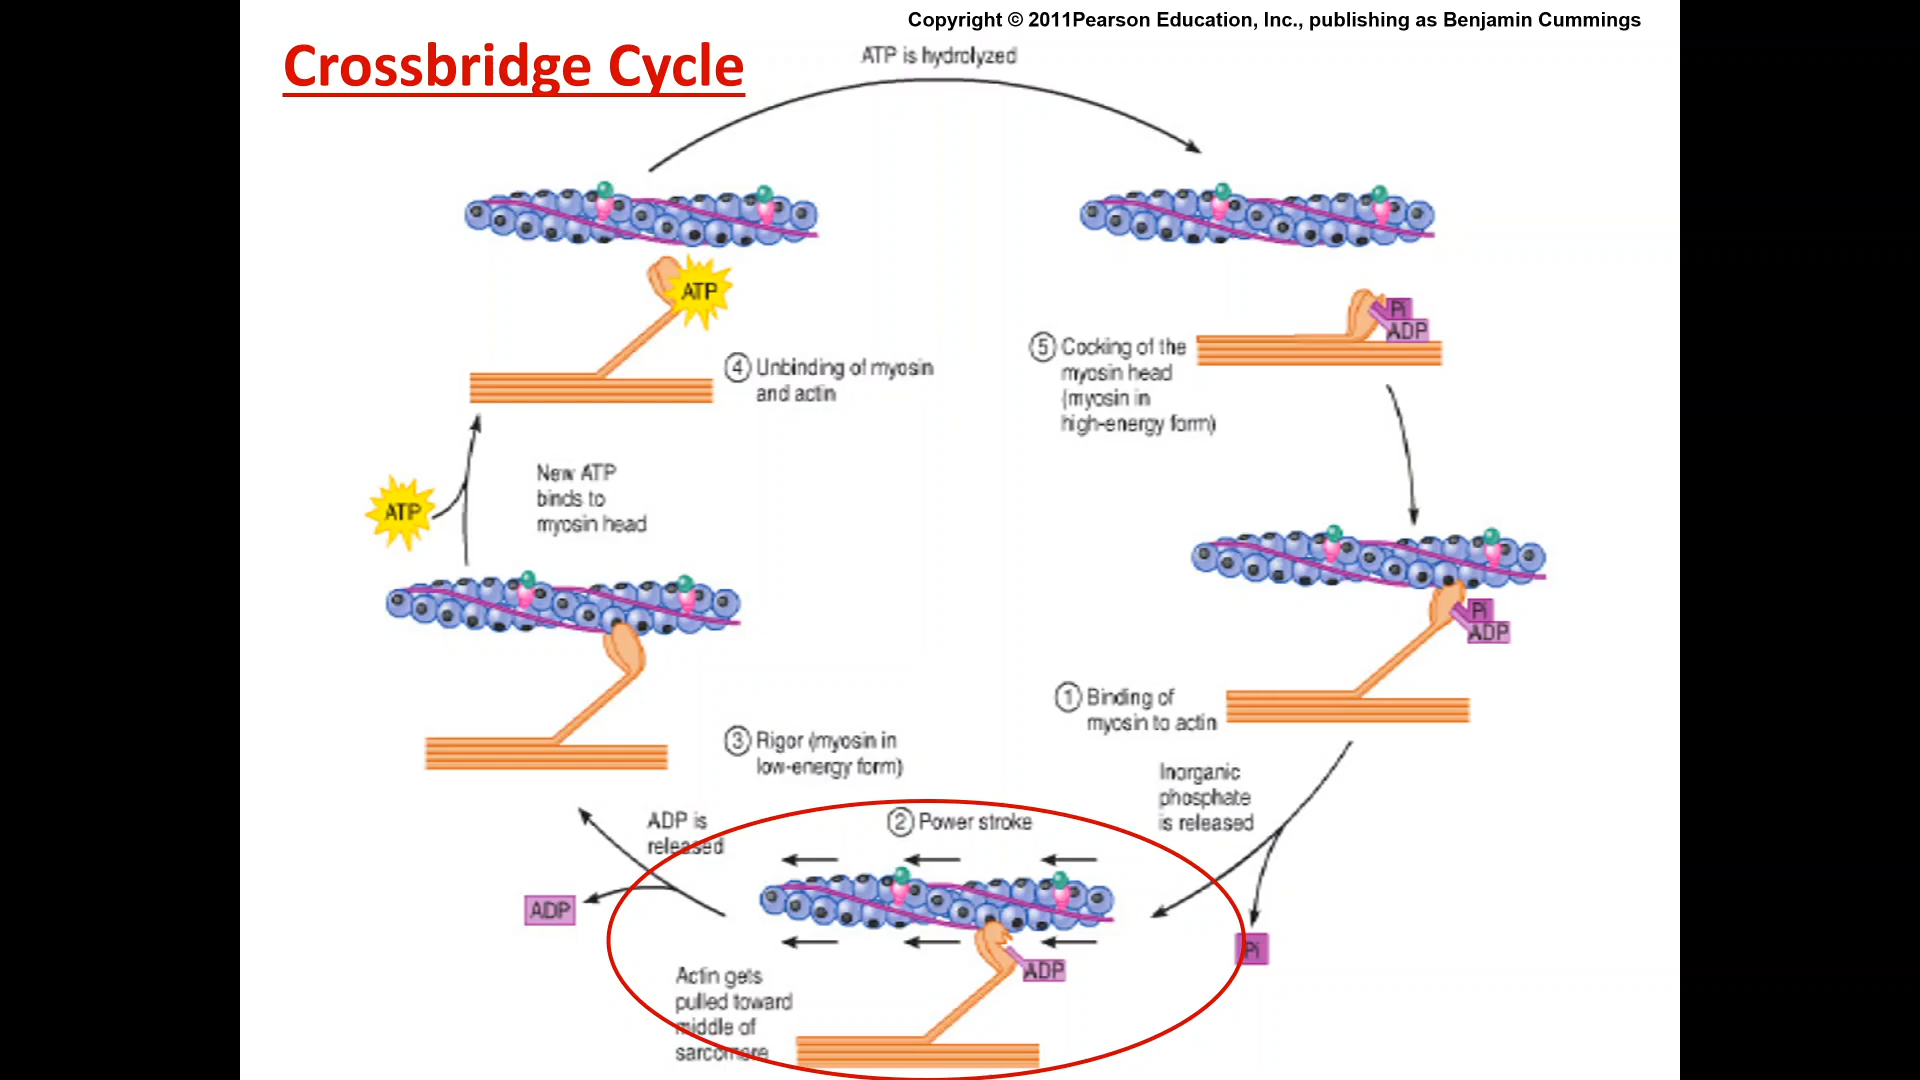 Copyright © 2011Pearson Education, Inc., publishing as Benjamin Cummings
Crossbridge Cycle
ATP is hydrolyzed
ATP
Pi
ADP
④ Unbinding of myosin
and actin
⑤ Cocking of the
myosin head
(myosin in
high-energy form)
New ATP
binds to
myosin head
ATP
Pi
ADP
① Binding of
myosin to actin
③ Rigor (myosin in
low-energy form)
Inorganic
phosphate
is released
ADP is
released
② Power stroke
ADP
Pi
ADP
Actin gets
pulled toward
middle of
sarcomere